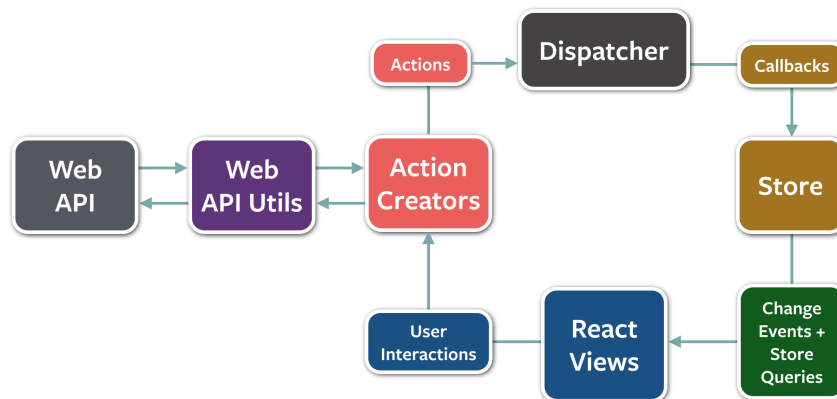 Actions
Dispatcher
Callbacks
Web
API
Web
API Utils
Action
Creators
Store
User
Interactions
React
Views
Change
Events +
Store
Queries